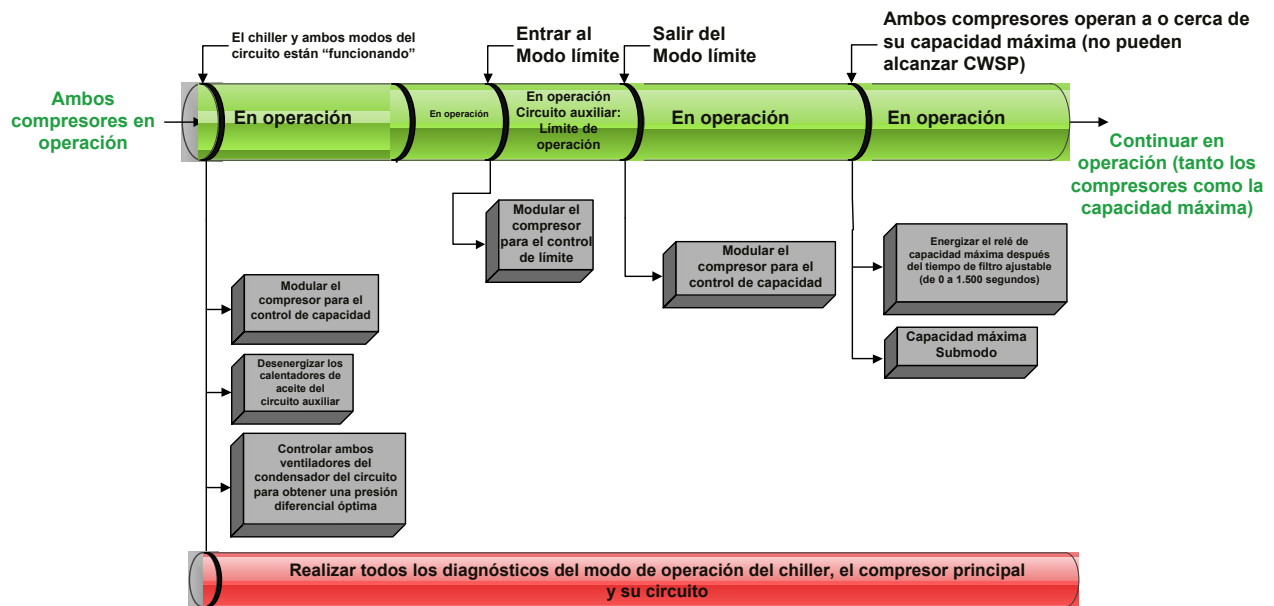 El chiller y ambos modos del
circuito están “funcionando”
Entrar al
Modo límite
Salir del
Modo límite
Ambos compresores operan a o cerca de
su capacidad máxima (no pueden
alcanzar CWSP)
Ambos
compresores en
operación
En operación
En operación
En operación
Circuito auxiliar:
Límite de
operación
En operación
En operación
Continuar en
operación (tanto los
compresores como la
capacidad máxima)
Modular el
compresor
para el control
de límite
Modular el
compresor para el
control de capacidad
Energizar el relé de
capacidad máxima después
del tiempo de filtro ajustable
(de 0 a 1.500 segundos)
Capacidad máxima
Submodo
Modular el
compresor para el
control de capacidad
Desenergizar los
calentadores de
aceite del
circuito auxiliar
Controlar ambos
ventiladores del
condensador del circuito
para obtener una presión
diferencial óptima
Realizar todos los diagnósticos del modo de operación del chiller, el compresor principal
y su circuito